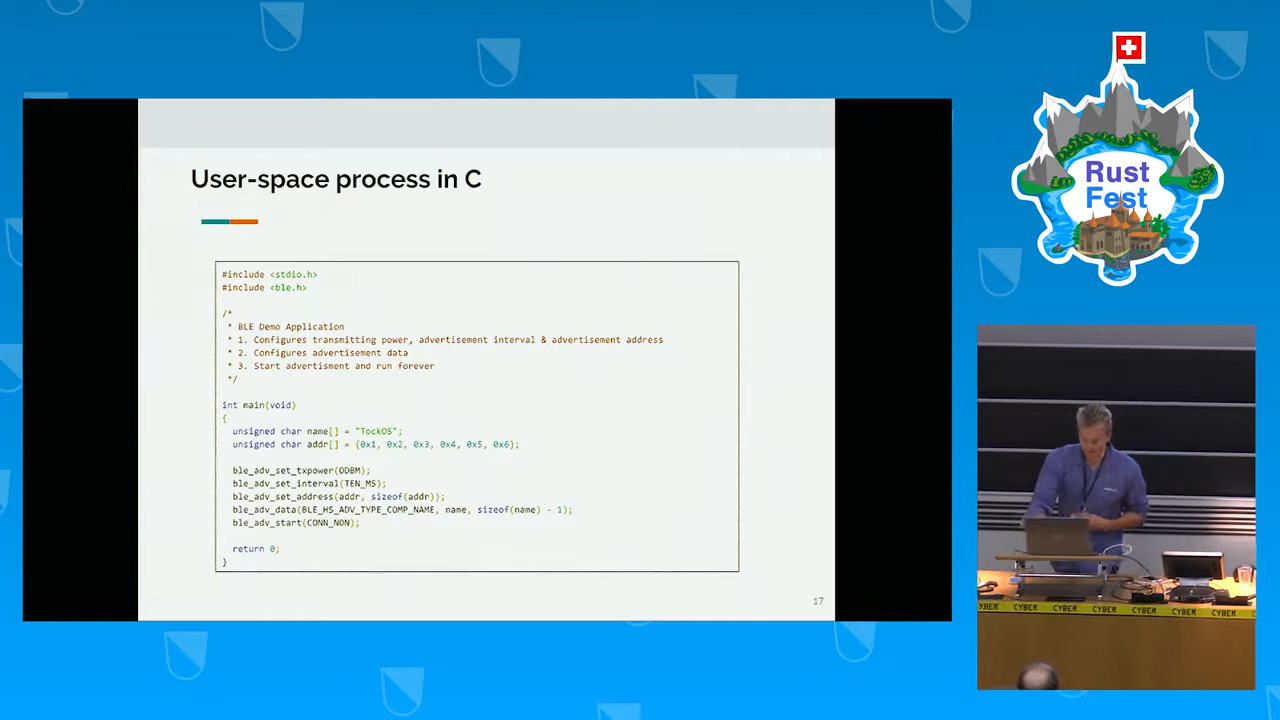 User-space process in C
#include <stdio.h>
#include <ble.h>
/*
* BLE Demo Application
* 1. Configures transmitting power, advertisement interval & advertisement address
* 2. Configures advertisement data
* 3. Start advertisment and run forever
*/
int main(void)
{
unsigned char name[] = "TockOS";
unsigned char addr[] = {0x1, 0x2, 0x3, 0x4, 0x5, 0x6};
ble_adv_set_txpower(ODBM);
ble_adv_set_interval(TEN_MS);
ble_adv_set_address(addr, sizeof(addr));
ble_adv_data(BLE_HS_ADV_TYPE_COMP_NAME, name, sizeof(name) - 1);
ble_adv_start(CONN_NON);
return 0;
}
17
Rust
Fest
CYBER CYBER CYBER CYBER CYBER CYBER CYBER